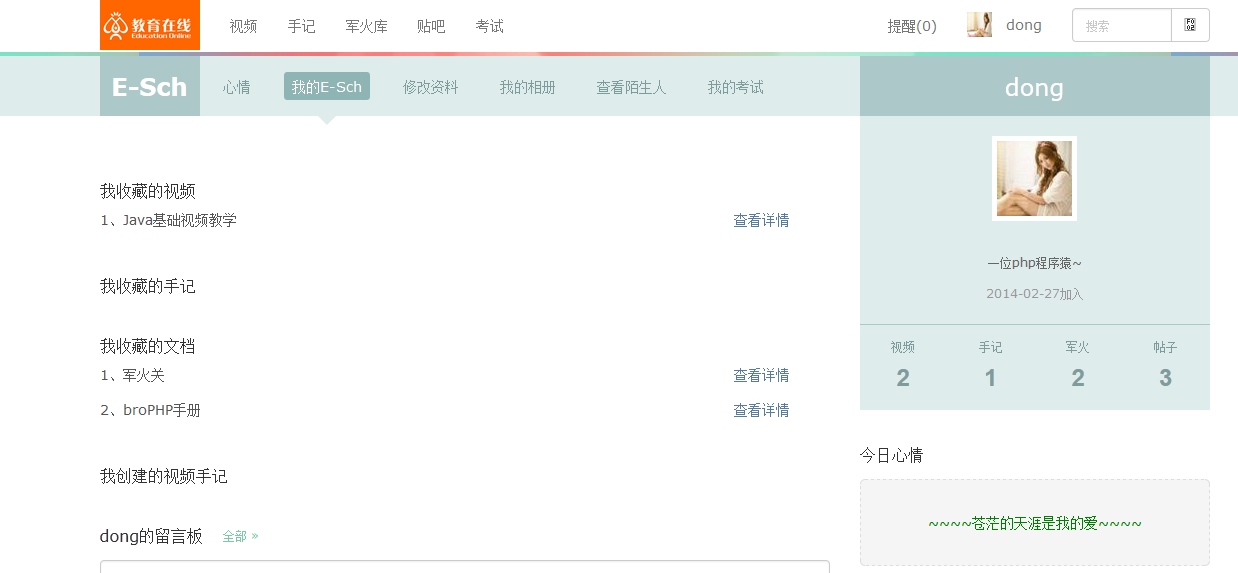 教育在线 视频 手记 军火库 贴吧 考试 提醒(0) dong 搜索
Education Online
E-Sch 心情 我的E-Sch 修改资料 我的相册 查看陌生人 我的考试 dong
我收藏的视频
1、Java基础视频教学 查看详情
我收藏的手记
我收藏的文档
1、军火关 查看详情
2、broPHP手册 查看详情
我创建的视频手记
dong的留言板 全部 »
一位php程序猿~
2014-02-27加入
视频 手记 军火 帖子
2 1 2 3
今日心情
~~~~苍茫的天涯是我的爱~~~~